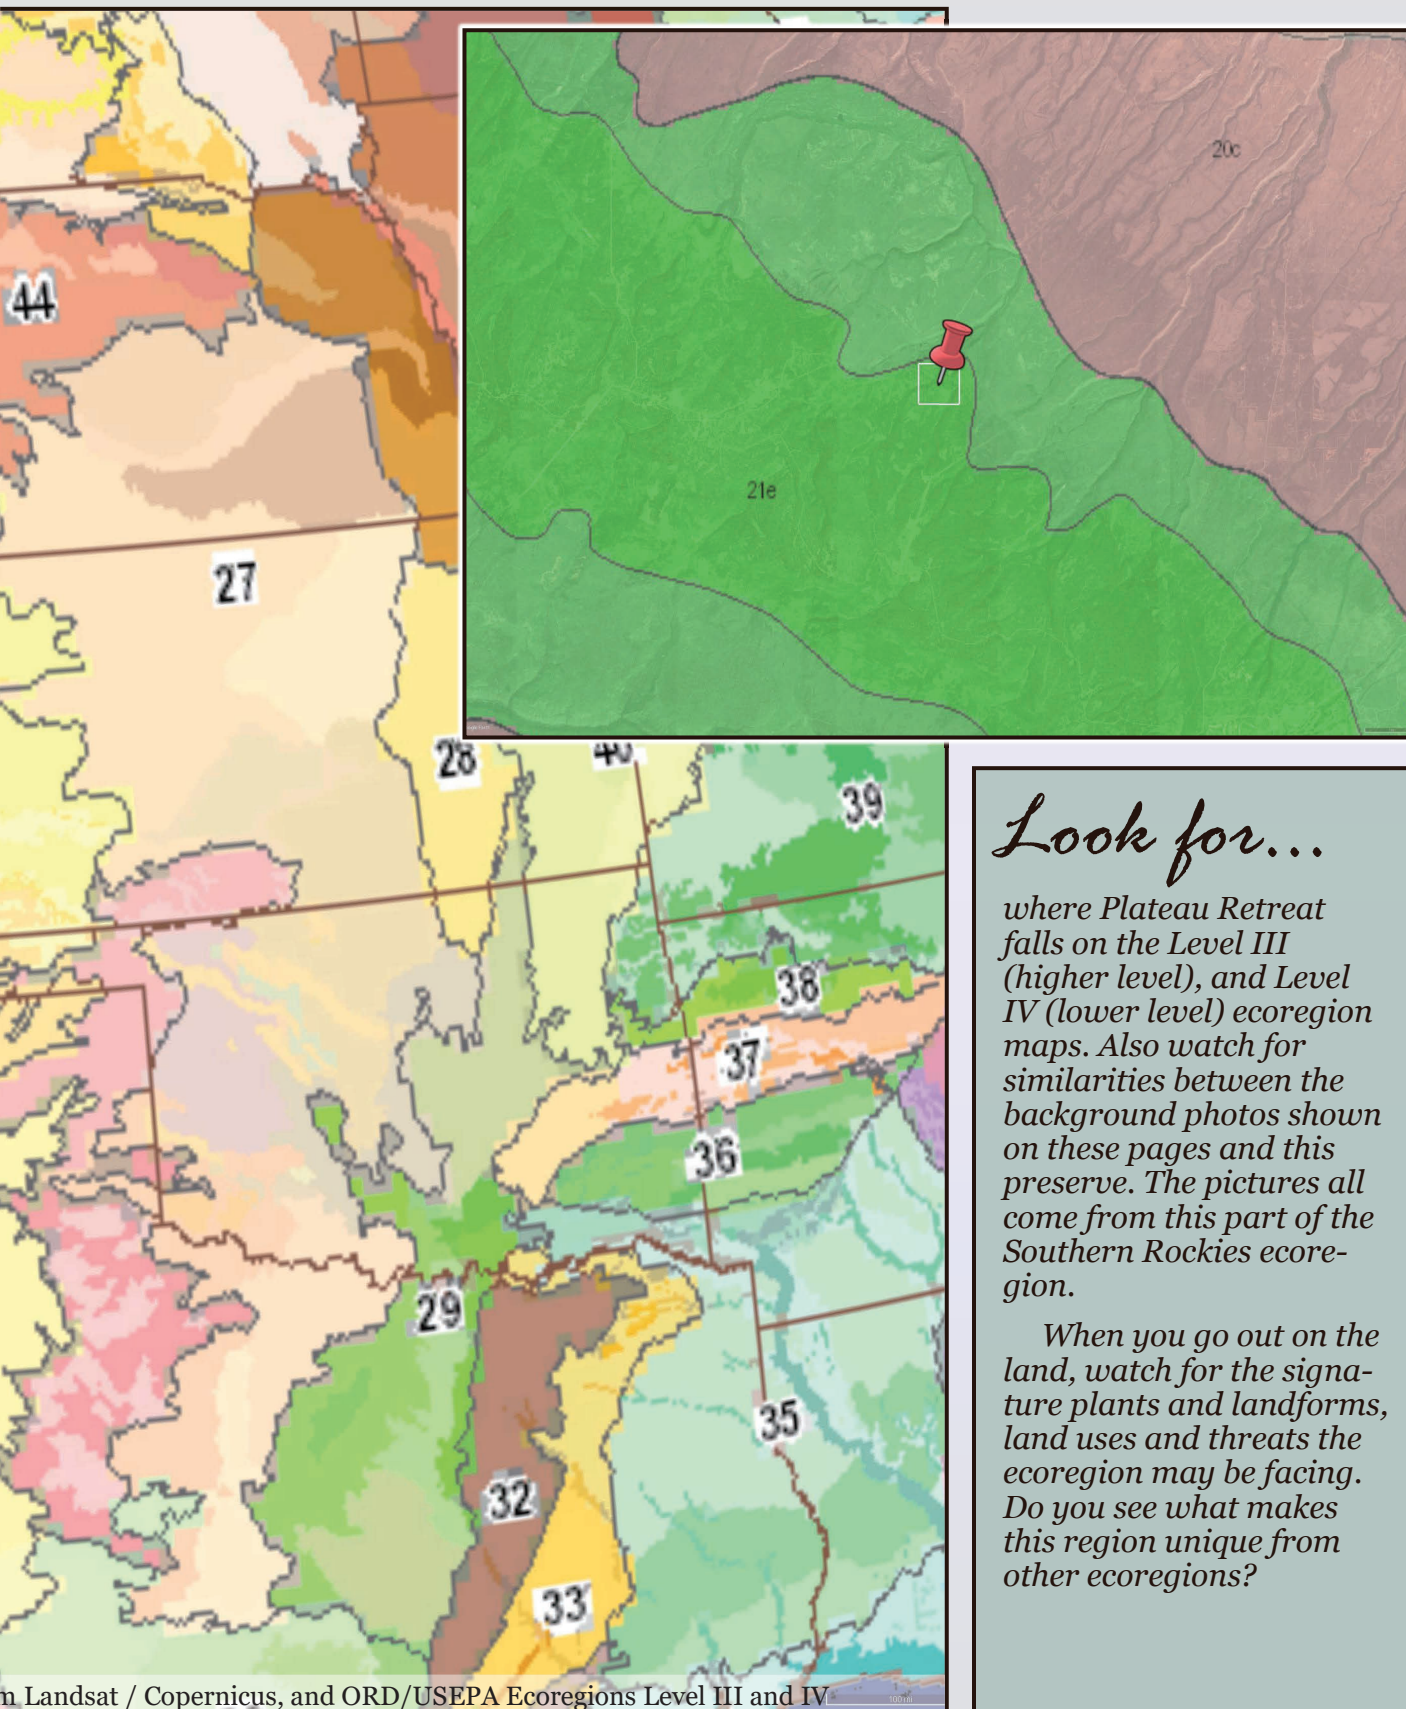 20c
44
21e
27
28
40
39
38
37
36
29
35
32
33
Look for...
where Plateau Retreat
falls on the Level III
(higher level), and Level
IV (lower level) ecoregion
maps. Also watch for
similarities between the
background photos shown
on these pages and this
preserve. The pictures all
come from this part of the
Southern Rockies ecore-
gion.
When you go out on the
land, watch for the signa-
ture plants and landforms,
land uses and threats the
ecoregion may be facing.
Do you see what makes
this region unique from
other ecoregions?
m Landsat / Copernicus, and ORD/USEPA Ecoregions Level III and IV
100 mi